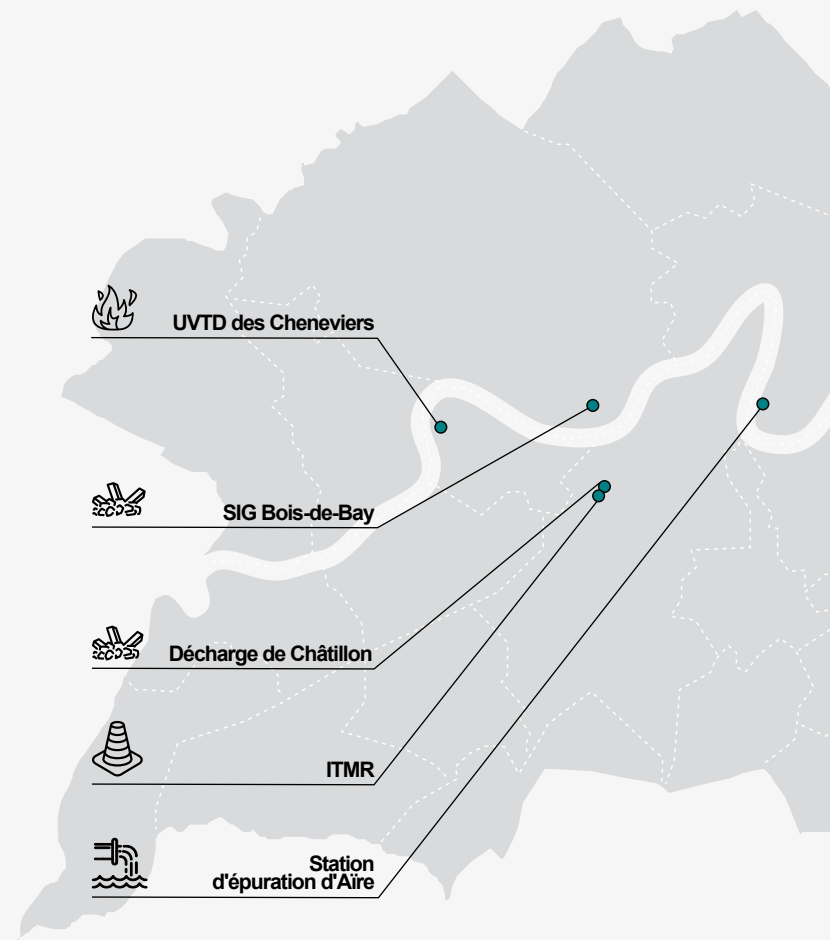 UVTD des Cheneviers
SIG Bois-de-Bay
Décharge de Châtillon
ITMR
Station
d'épuration d'Aïre